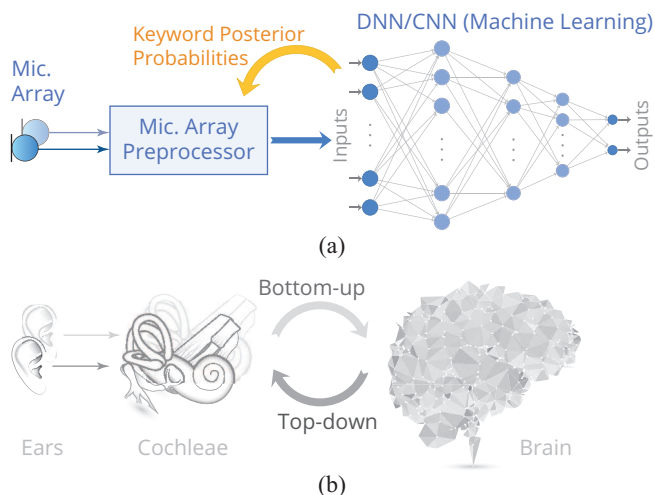 DNN/CNN (Machine Learning)
Keyword Posterior
Probabilities
Mic.
Array
Mic. Array
Preprocessor
Inputs
Outputs
(a)
Bottom-up
Top-down
Ears
Cochleae
Brain
(b)